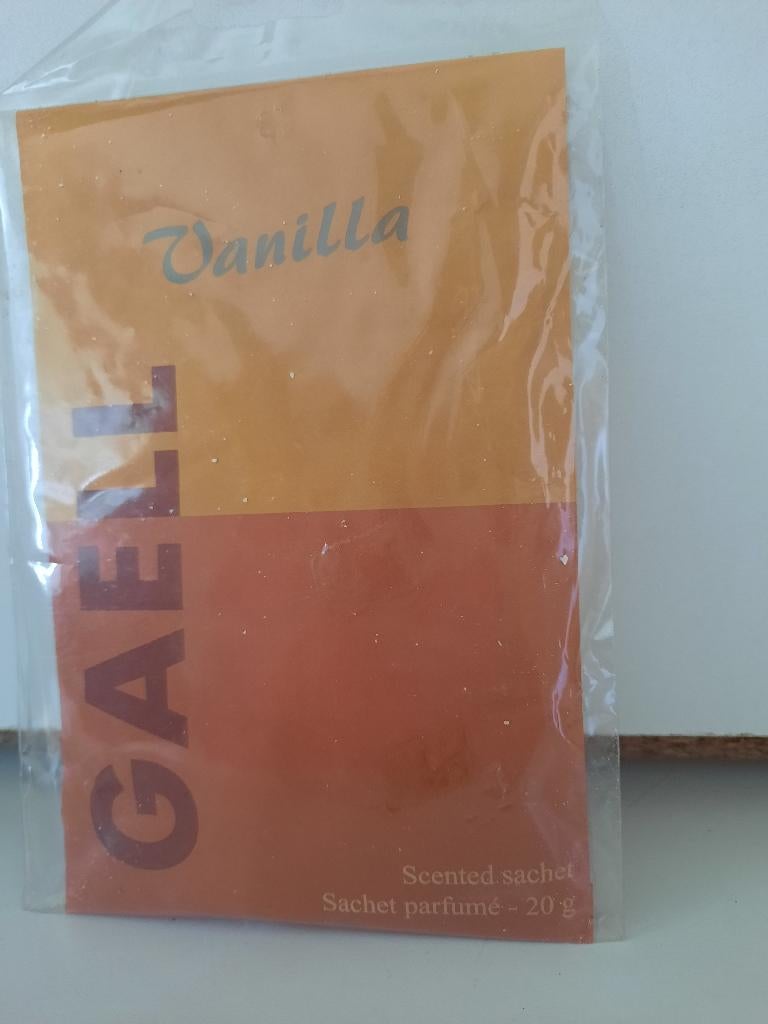 Vanilla
GAELL
Scented sachet
Sachet parfumé - 20 g